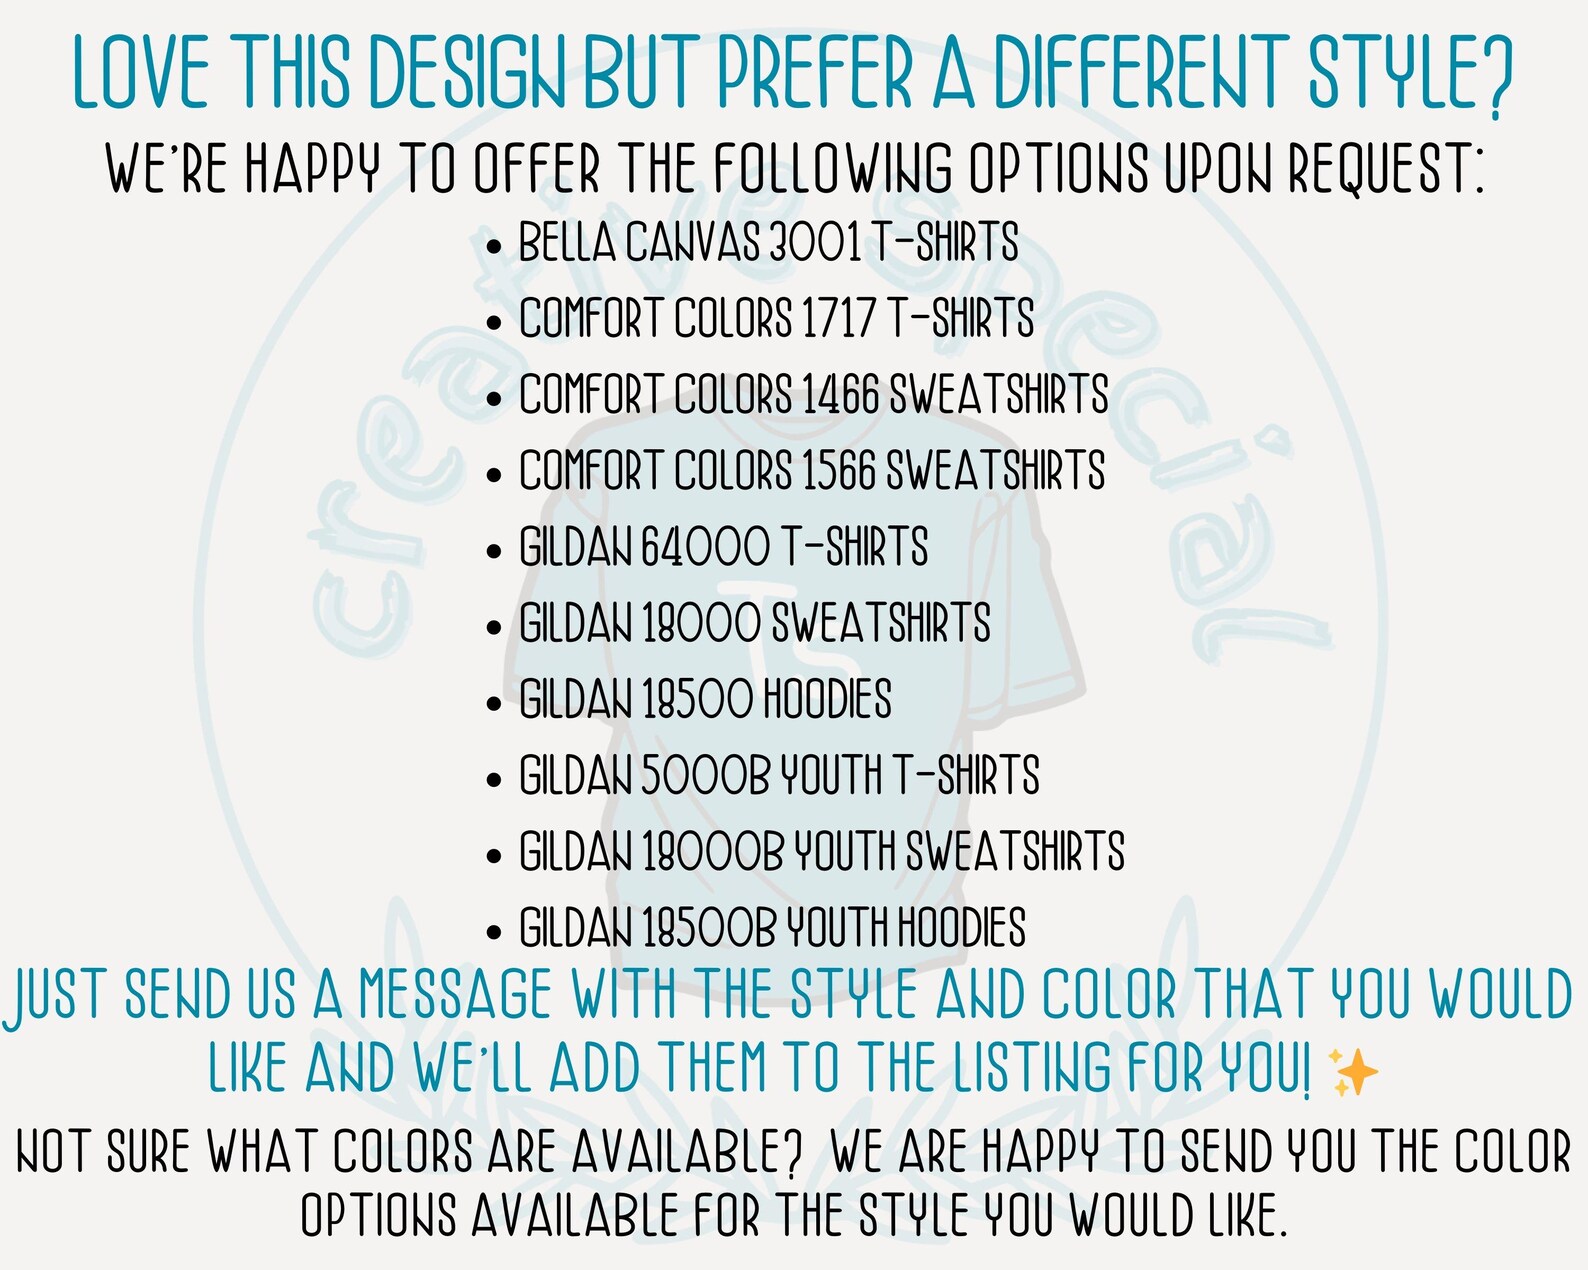 LOVE THIS DESIGN BUT PREFER A DIFFERENT STYLE?
WE'RE HAPPY TO OFFER THE FOLLOWING OPTIONS UPON REQUEST:
• BELLA CANVAS 3001 T-SHIRTS
• COMFORT COLORS 1717 T-SHIRTS
• COMFORT COLORS 1466 SWEATSHIRTS
• COMFORT COLORS 1566 SWEATSHIRTS
• GILDAN 64000 T-SHIRTS
• GILDAN 18000 SWEATSHIRTS
• GILDAN 18500 HOODIES
• GILDAN 5000B YOUTH T-SHIRTS
• GILDAN 18000B YOUTH SWEATSHIRTS
• GILDAN 18500B YOUTH HOODIES
JUST SEND US A MESSAGE WITH THE STYLE AND COLOR THAT YOU WOULD
LIKE AND WE'LL ADD THEM TO THE LISTING FOR YOU! ✨
NOT SURE WHAT COLORS ARE AVAILABLE? WE ARE HAPPY TO SEND YOU THE COLOR
OPTIONS AVAILABLE FOR THE STYLE YOU WOULD LIKE.
creative special
Ts